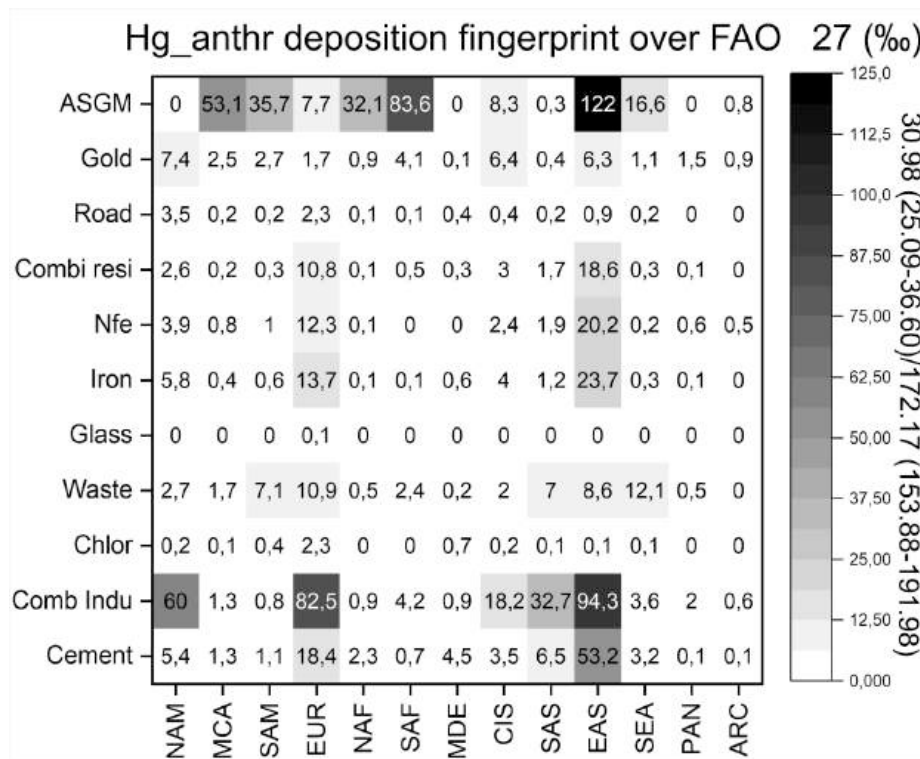 Hg_anthr deposition fingerprint over FAO 27 (‰)
ASGM 0 53,1 35,7 7,7 32,1 83,6 0 8,3 0,3 122 16,6 0 0,8
Gold 7,4 2,5 2,7 1,7 0,9 4,1 0,1 6,4 0,4 6,3 1,1 1,5 0,9
Road 3,5 0,2 0,2 2,3 0,1 0,1 0,4 0,4 0,2 0,9 0,2 0 0
Combi resi 2,6 0,2 0,3 10,8 0,1 0,5 0,3 3 1,7 18,6 0,3 0,1 0
Nfe 3,9 0,8 1 12,3 0,1 0 0 2,4 1,9 20,2 0,2 0,6 0,5
Iron 5,8 0,4 0,6 13,7 0,1 0,1 0,6 4 1,2 23,7 0,3 0,1 0
Glass 0 0 0 0,1 0 0 0 0 0 0 0 0 0
Waste 2,7 1,7 7,1 10,9 0,5 2,4 0,2 2 7 8,6 12,1 0,5 0
Chlor 0,2 0,1 0,4 2,3 0 0 0,7 0,2 0,1 0,1 0,1 0 0
Comb Indu 60 1,3 0,8 82,5 0,9 4,2 0,9 18,2 32,7 94,3 3,6 2 0,6
Cement 5,4 1,3 1,1 18,4 2,3 0,7 4,5 3,5 6,5 53,2 3,2 0,1 0,1
NAM MCA SAM EUR NAF SAF MDE CIS SAS EAS SEA PAN ARC
125,0
112,5
100,0
87,50
75,00
62,50
50,00
37,50
25,00
12,50
0,000
30.98 (25.09-36.60)/172.17 (153.88-191.98)